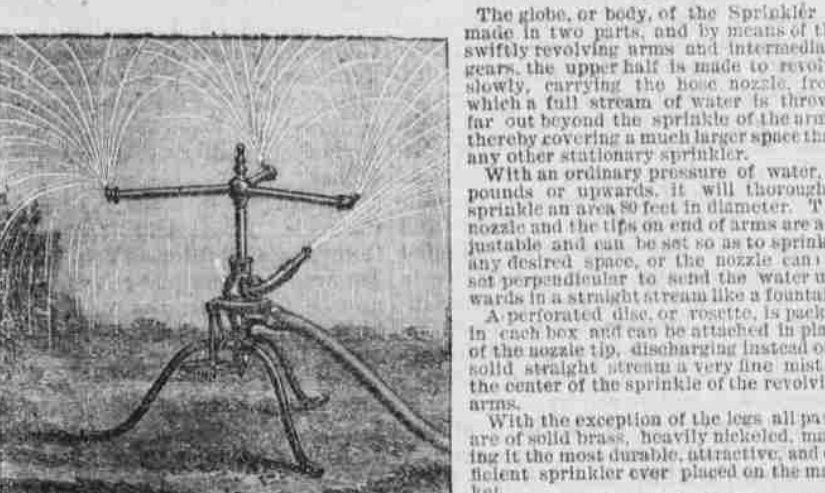 The globe, or body, of the Sprinkler
made in two parts, and by means of th
swiftly revolving arms and intermedia
gears, the upper half is made to revol
slowly, carrying the hose nozzle, fro
which a full stream of water is throw
far out beyond the sprinkle of the arm
thereby covering a much larger space tha
any other stationary sprinkler.
With an ordinary pressure of water,
pounds or upwards, it will thorough
sprinkle an area 80 feet in diameter. T
nozzle and the tips on end of arms are a
justable and can be set so as to sprink
any desired space, or the nozzle can
set perpendicular to send the water u
wards in a straight stream like a fountai
A perforated disc, or rosette, is pack
in each box and can be attached in pla
of the nozzle tip, discharging instead o
solid straight stream a very fine mist
the center of the sprinkle of the revolvi
arms.
With the exception of the legs all pa
are of solid brass, heavily nickeled, ma
ing it the most durable, attractive, and e
ficient sprinkler ever placed on the ma
ket